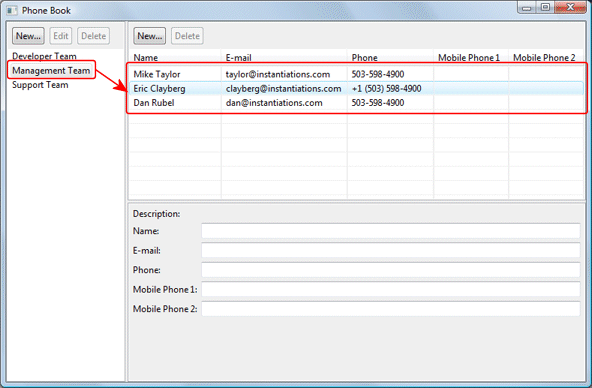 Phone Book
New... Edit Delete
New... Delete
Developer Team
Management Team
Support Team
Name E-mail Phone Mobile Phone 1 Mobile Phone 2
Mike Taylor taylor@instantiations.com 503-598-4900
Eric Clayberg clayberg@instantiations.com +1 (503) 598-4900
Dan Rubel dan@instantiations.com 503-598-4900
Description:
Name:
E-mail:
Phone:
Mobile Phone 1:
Mobile Phone 2: